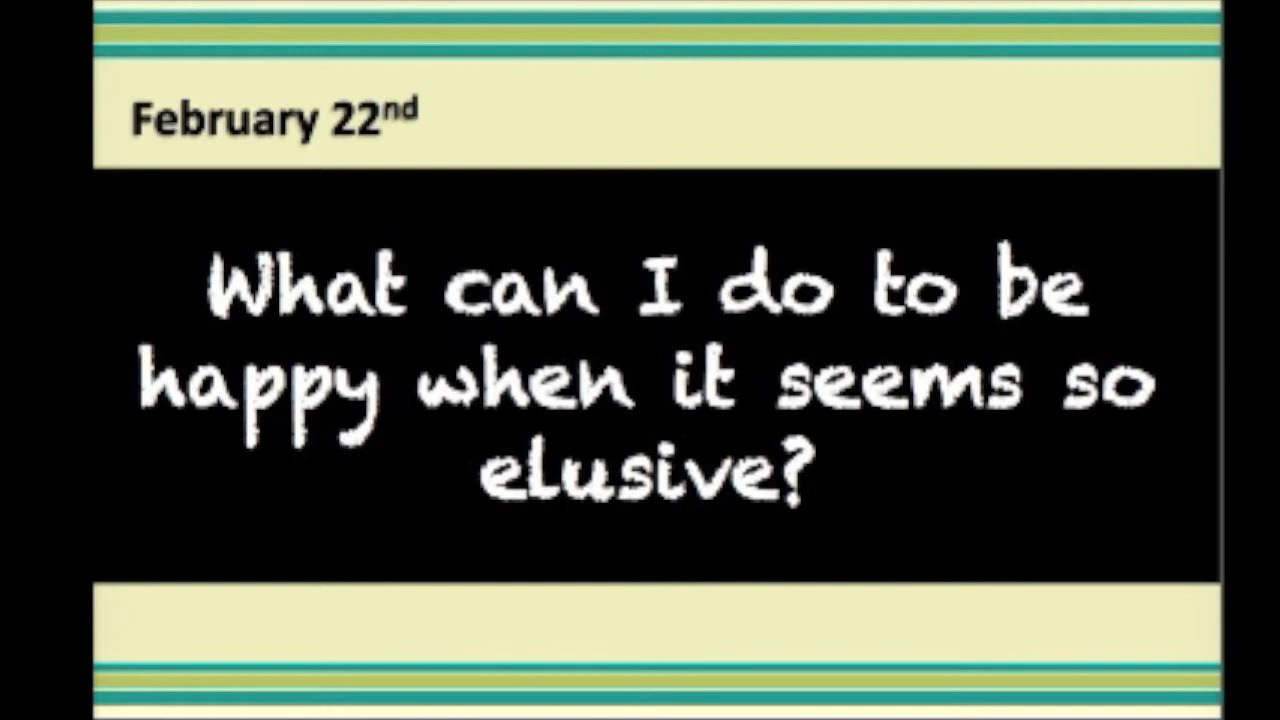 February 22nd
What can I do to be
happy when it seems so
elusive?